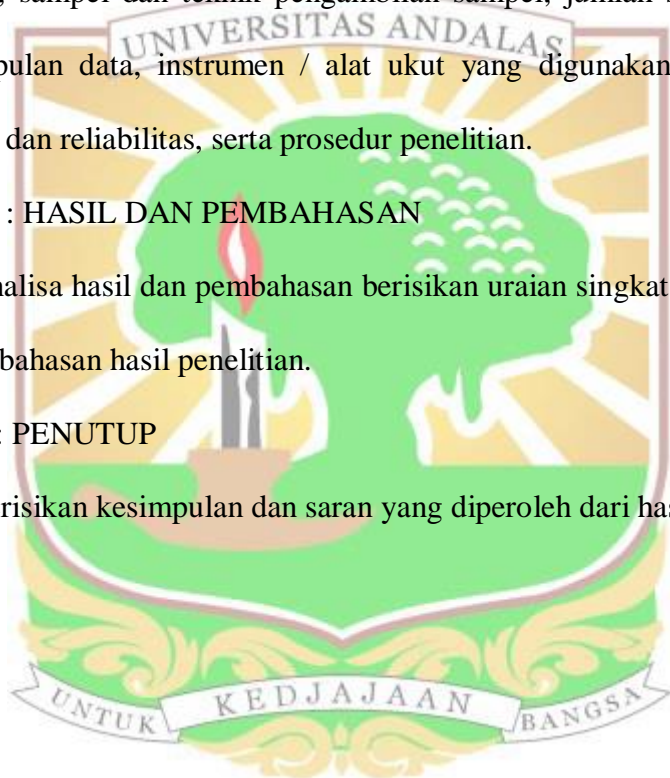 sampel dan teknik pengambilan sampel, jumlah
UNIVERSITAS ANDALAS
pulan data, instrumen / alat ukut yang digunakan
dan reliabilitas, serta prosedur penelitian.
: HASIL DAN PEMBAHASAN
nalisa hasil dan pembahasan berisikan uraian singkat
bahasan hasil penelitian.
: PENUTUP
risikan kesimpulan dan saran yang diperoleh dari has
UNTUK KEDJAJAAN BANGSA